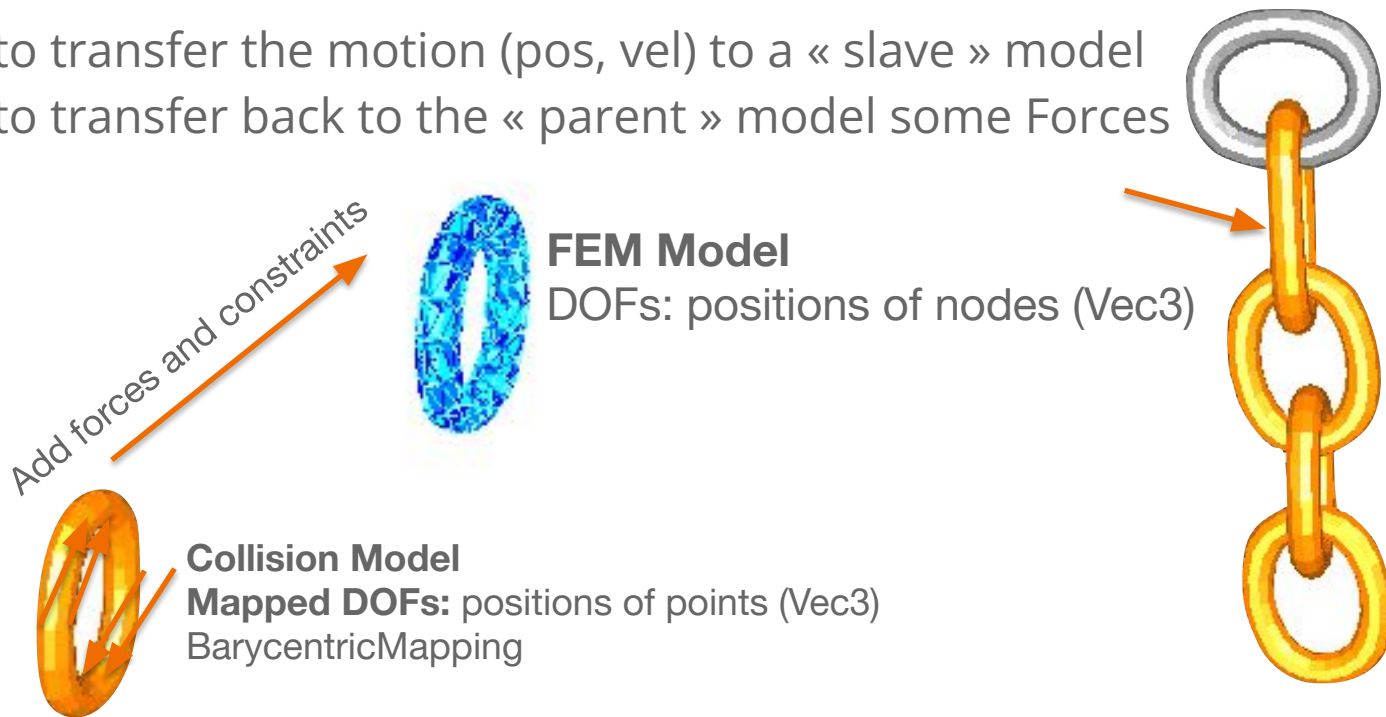 to transfer the motion (pos, vel) to a « slave » model
to transfer back to the « parent » model some Forces
Add forces and constraints
FEM Model
DOFs: positions of nodes (Vec3)
Collision Model
Mapped DOFs: positions of points (Vec3)
BarycentricMapping